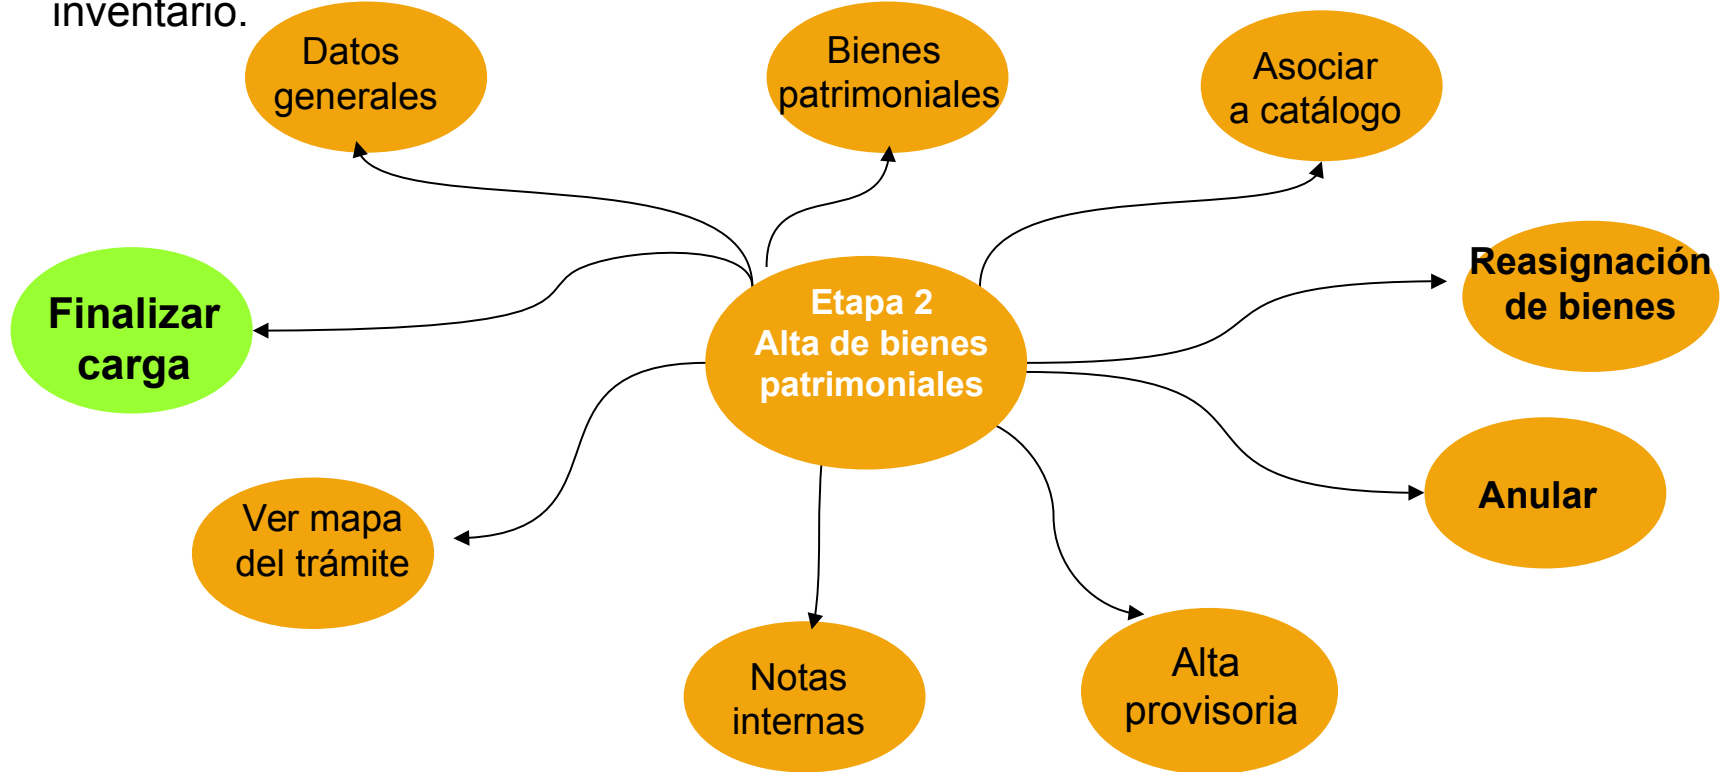 inventario.
Datos
generales
Bienes
patrimoniales
Asociar
a catálogo
Reasignación
de bienes
Finalizar
carga
Etapa 2
Alta de bienes
patrimoniales
Anular
Ver mapa
del trámite
Notas
internas
Alta
provisoria